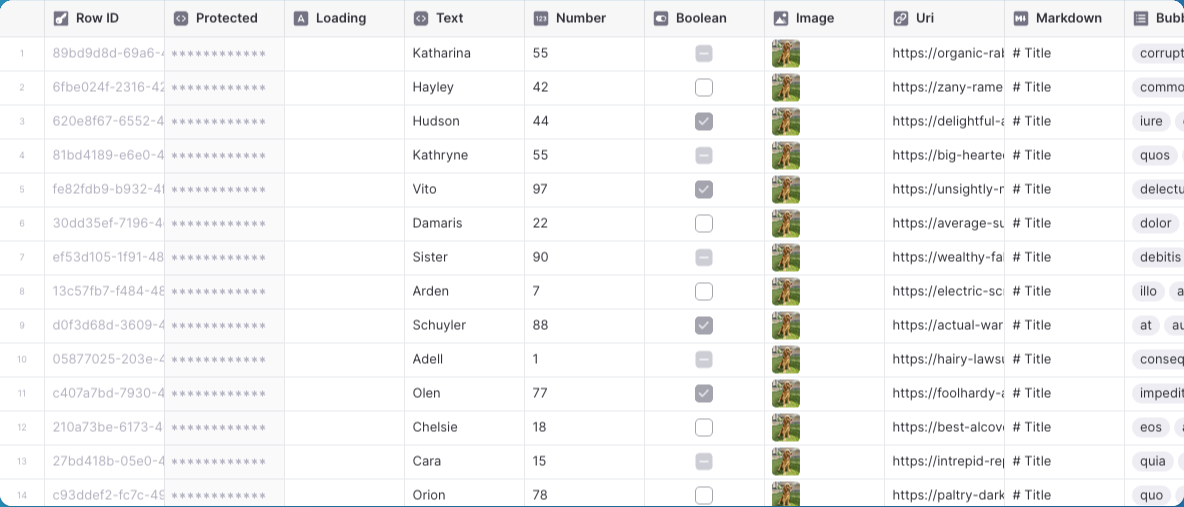 Row ID Protected Loading Text Number Boolean Image Uri Markdown Bubb
1 89bd9d8d-69a6- ************ Katharina 55 https://organic-ra # Title corrupt
2 6fbe024f-2316-42 ************ Hayley 42 https://zany-rame # Title commo
3 620e8f67-6552-4 ************ Hudson 44 https://delightful- # Title iure
4 81bd4189-e6e0-4 ************ Kathryne 55 https://big-hearte # Title quos
5 fe82fdb9-b932-4 ************ Vito 97 https://unsightly- # Title delectu
6 30dd35ef-7196-4 ************ Damaris 22 https://average-su # Title dolor
7 ef53d105-1f91-48 ************ Sister 90 https://wealthy-fa # Title debitis
8 13c57fb7-f484-48 ************ Arden 7 https://electric-sc # Title illo a
9 d0f3d68d-3609-4 ************ Schuyler 88 https://actual-war # Title at au
10 05877025-203e-4 ************ Adell 1 https://hairy-laws # Title conseq
11 c407a7bd-7930-4 ************ Olen 77 https://foolhardy- # Title impedit
12 210a73be-6173-4 ************ Chelsie 18 https://best-alcov # Title eos
13 27bd418b-05e0-4 ************ Cara 15 https://intrepid-re # Title quia
14 c93ddef2-fc7c-49 ************ Orion 78 https://paltry-dark # Title quo